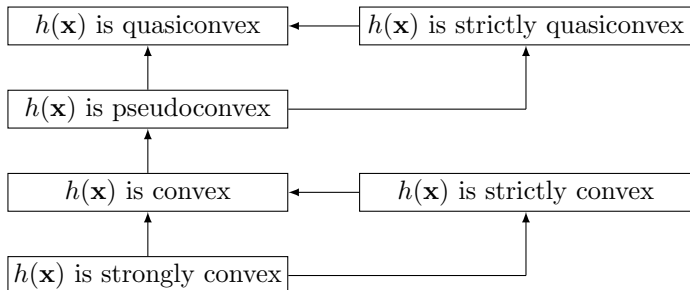 h(x) is quasiconvex
h(x) is strictly quasiconvex
h(x) is pseudoconvex
h(x) is convex
h(x) is strictly convex
h(x) is strongly convex